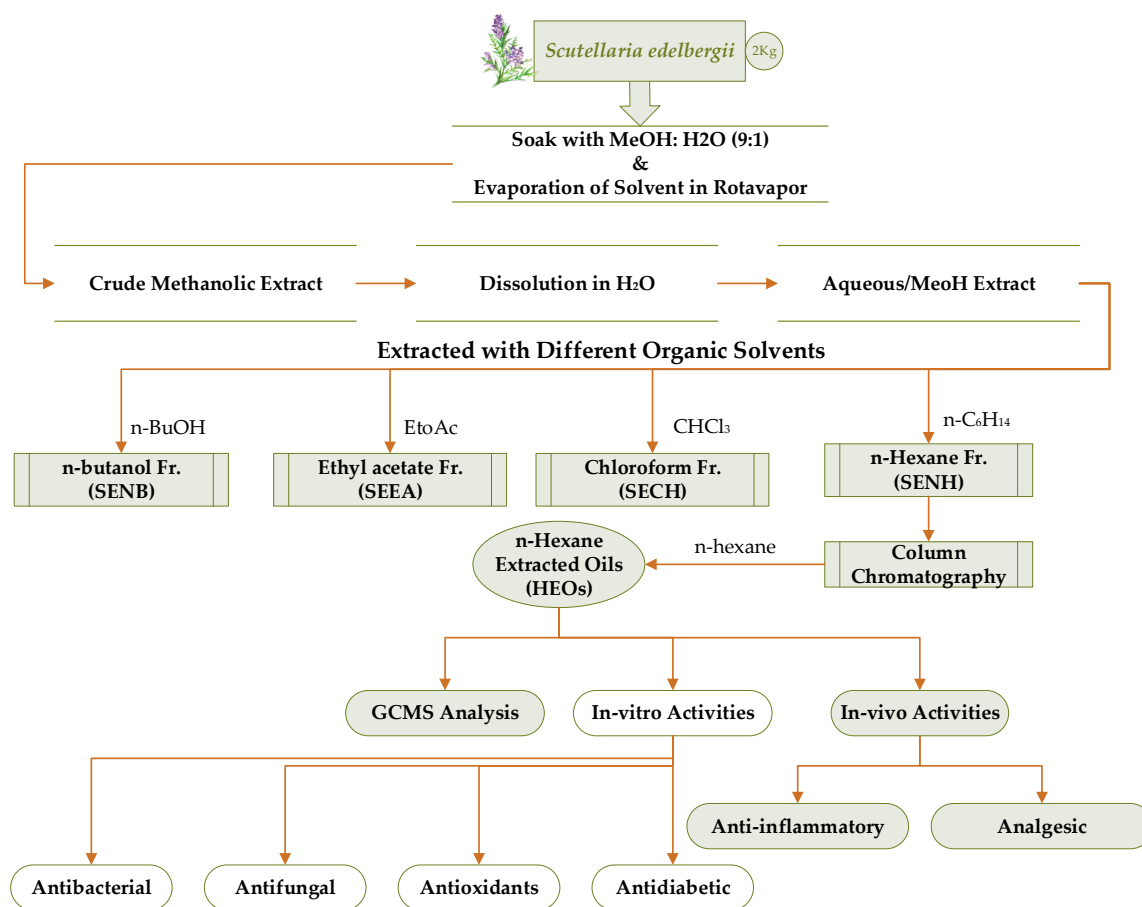 Scutellaria edelbergii
2Kg
Soak with MeOH: H2O (9:1)
&
Evaporation of Solvent in Rotavapor
Crude Methanolic Extract
Dissolution in H₂O
Aqueous/MeoH Extract
Extracted with Different Organic Solvents
n-BuOH
EtoAc
CHCl₃
n-C₆H₁₄
n-butanol Fr.
(SENB)
Ethyl acetate Fr.
(SEEA)
Chloroform Fr.
(SECH)
n-Hexane Fr.
(SENH)
n-Hexane
Extracted Oils
(HEOs)
n-hexane
Column
Chromatography
GCMS Analysis
In-vitro Activities
In-vivo Activities
Anti-inflammatory
Analgesic
Antibacterial
Antifungal
Antioxidants
Antidiabetic